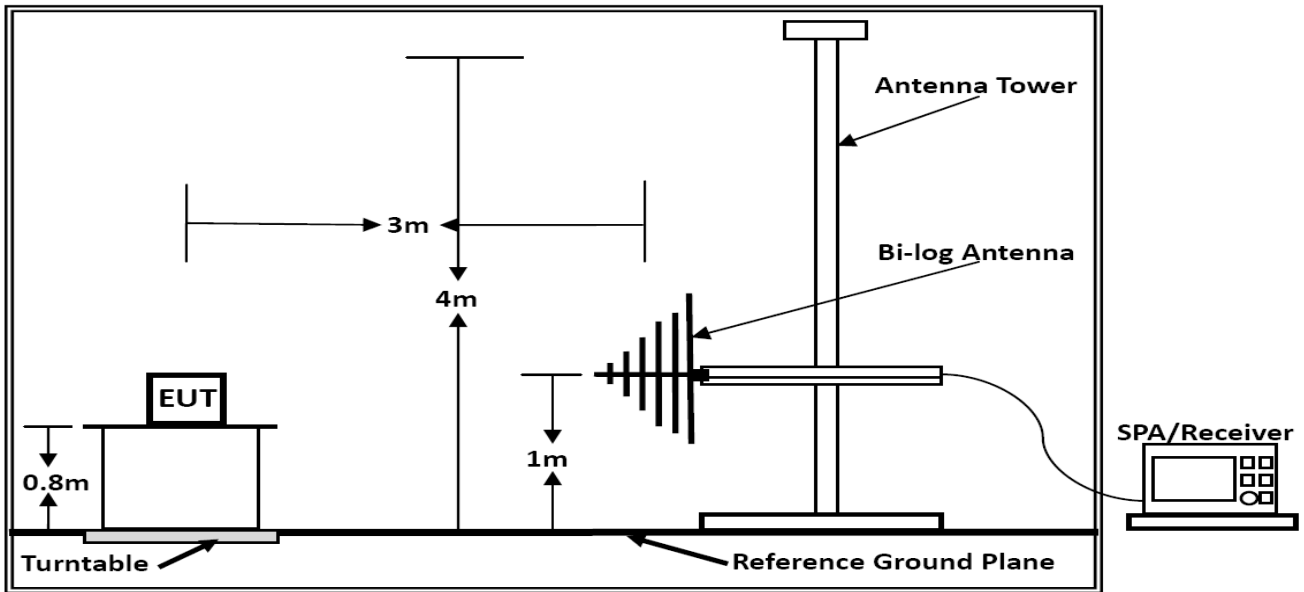 Antenna Tower
3m
Bi-log Antenna
4m
EUT
SPA/Receiver
1m
0.8m
Turntable
Reference Ground Plane